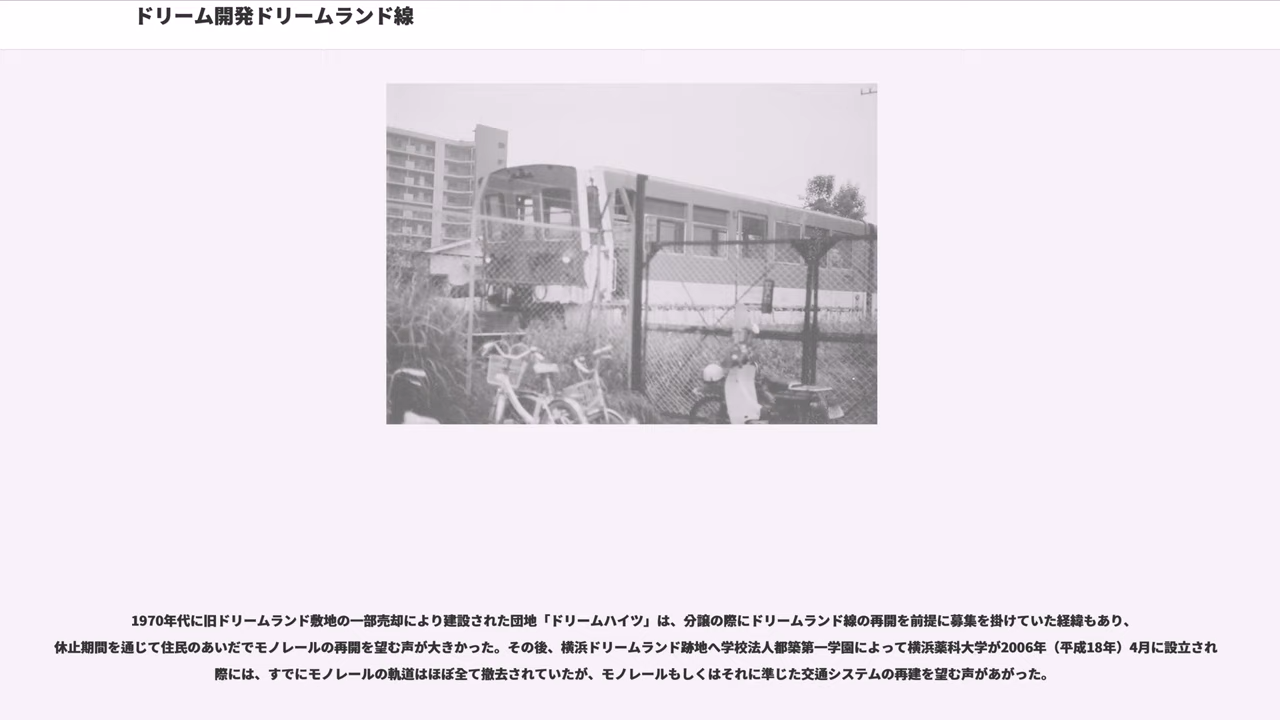 ドリーム開発ドリームランド線
1970年代に旧ドリームランド敷地の一部売却により建設された団地「ドリームハイツ」は、分譲の際にドリームランド線の再開を前提に募集を掛けていた経緯もあり、
休止期間を通じて住民のあいだでモノレールの再開を望む声が大きかった。その後、横浜ドリームランド跡地へ学校法人都築第一学園によって横浜薬科大学が2006年（平成18年）4月に設立され
際には、すでにモノレールの軌道はほぼ全て撤去されていたが、モノレールもしくはそれに準じた交通システムの再建を望む声があがった。